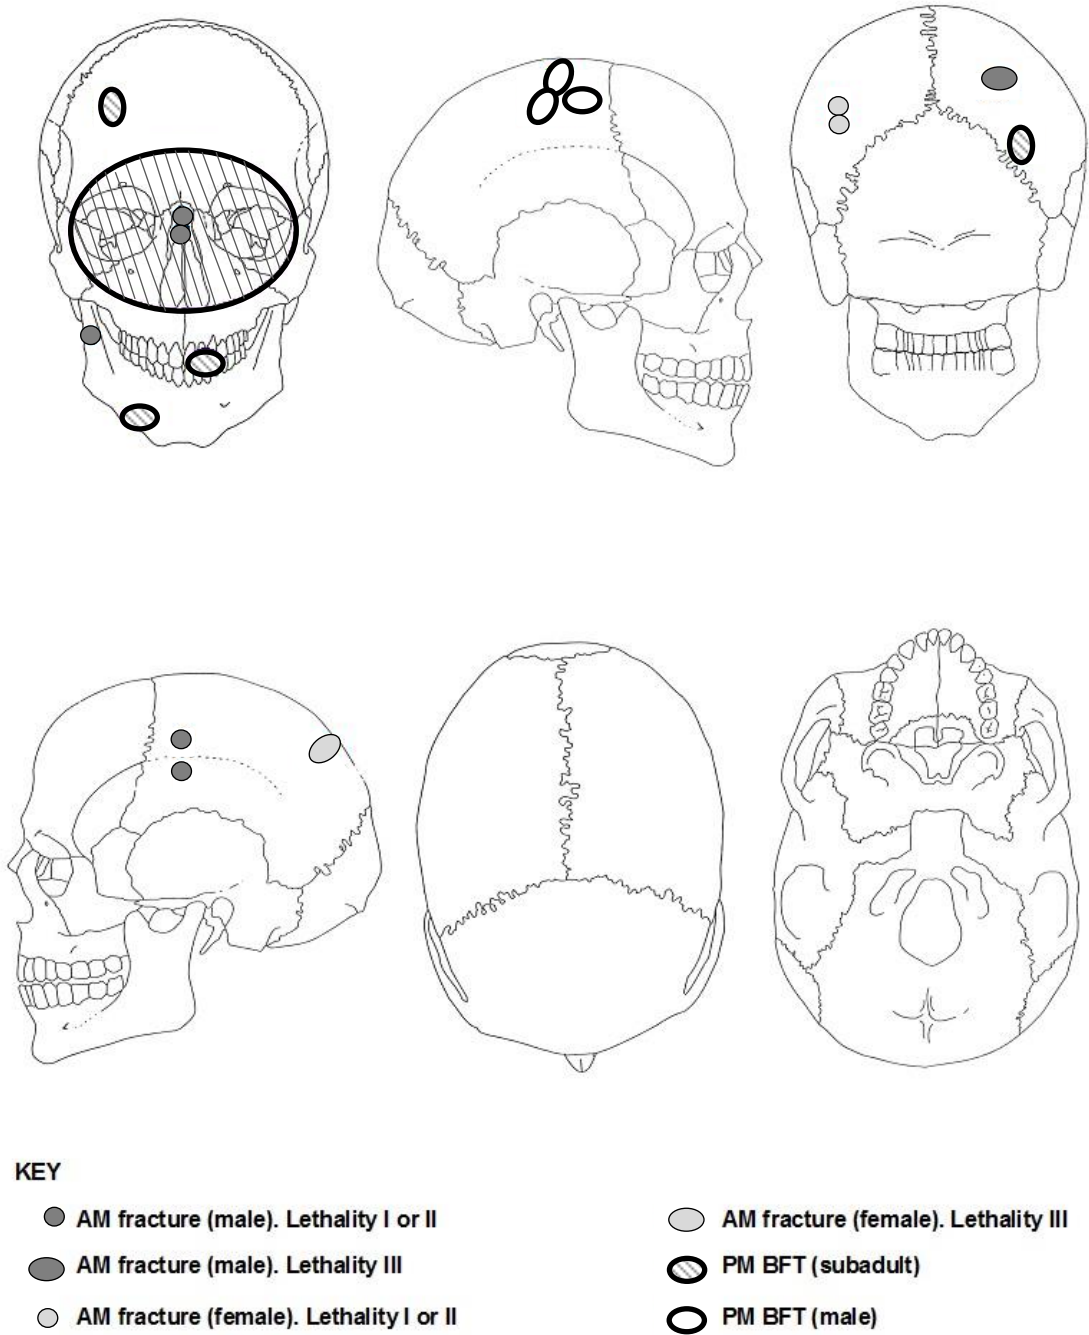 KEY
AM fracture (male). Lethality I or II
AM fracture (male). Lethality III
AM fracture (female). Lethality I or II
AM fracture (female). Lethality III
PM BFT (subadult)
PM BFT (male)